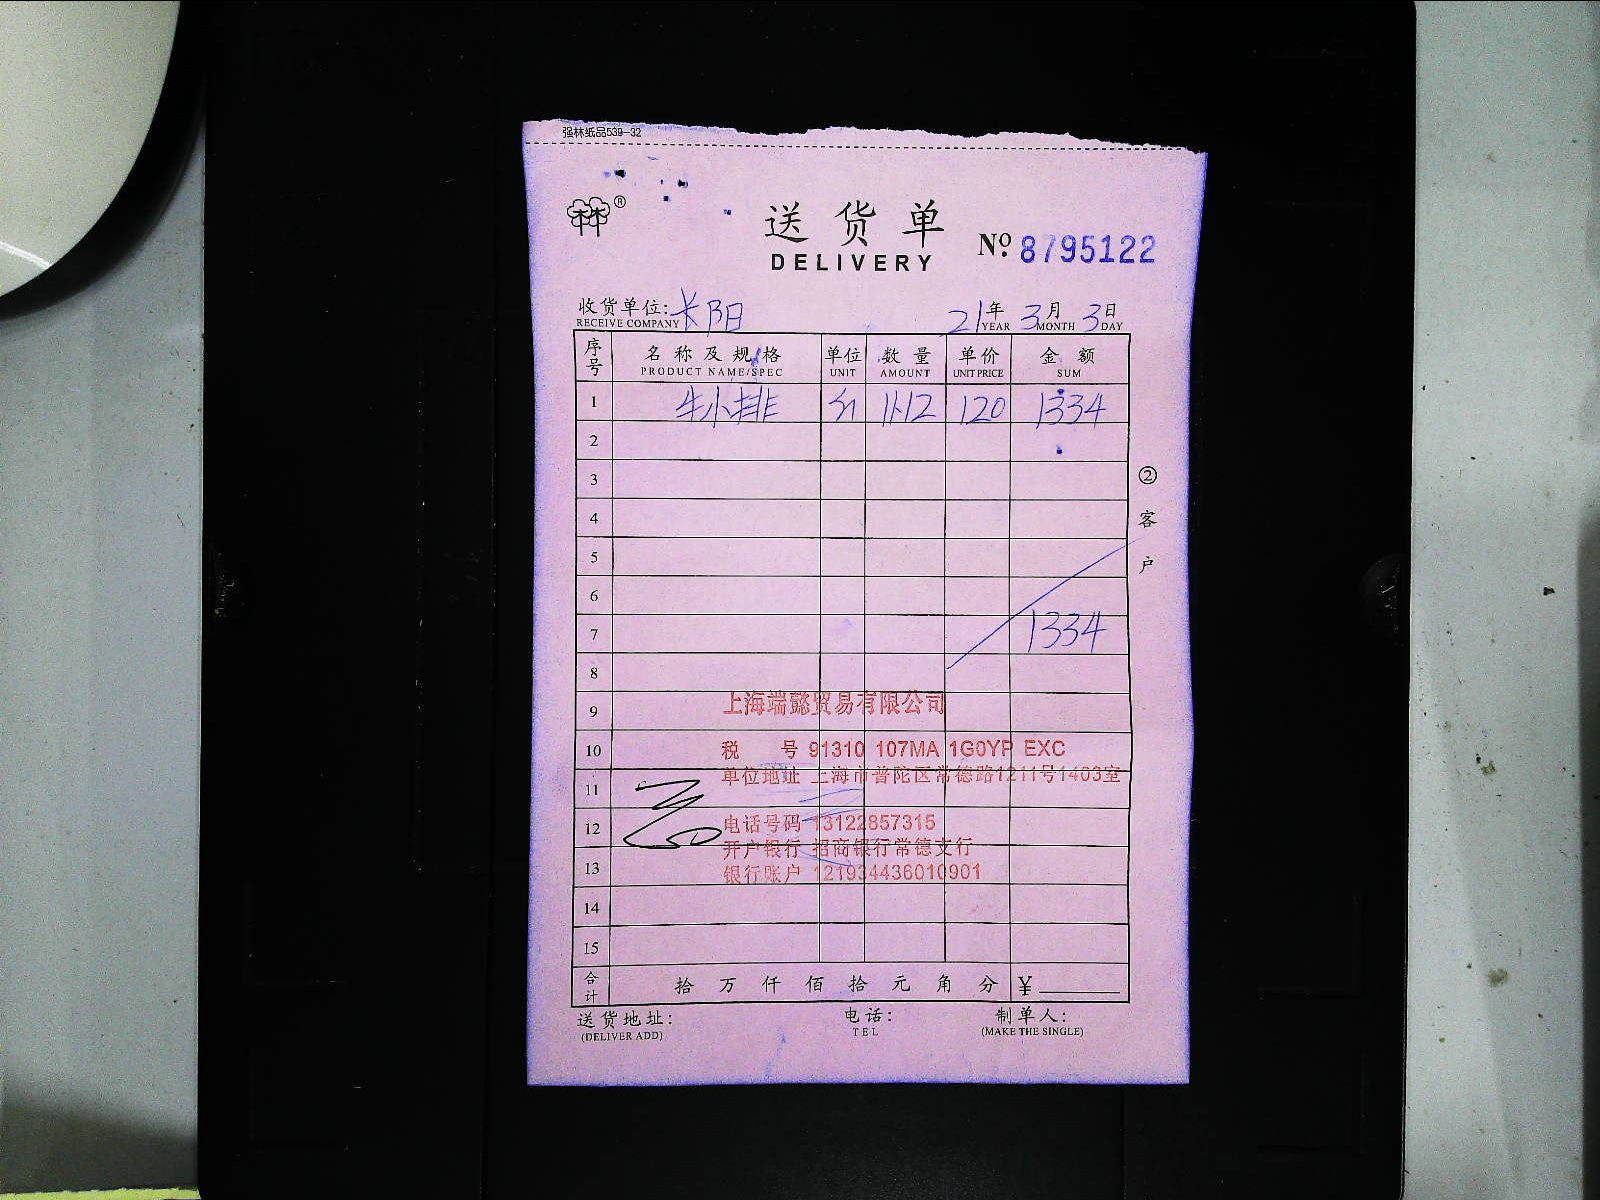 强林纸品539-32
林®
送货单
DELIVERY
Nº 8795122
收货单位: 长阳 21年 3月 3日
RECEIVE COMPANY YEAR MONTH DAY
序号 名称及规格 单位 数量 单价 金额
PRODUCT NAME/SPEC UNIT AMOUNT UNIT PRICE SUM
1 牛小排 11.12 120 1334
2
3
4
5
6
7 1334
8
9 上海端懿贸易有限公司
10 税号 91310 107MA 1G0YP EXC
单位地址 上海市普陀区常德路1211号1403室
11
12 电话号码 13122857315
开户银行 招商银行常德支行
13 银行账户 121934436010901
14
15
合计 拾万仟佰拾元角分 ¥
送货地址: 电话: 制单人:
(DELIVER ADD) TEL (MAKE THE SINGLE)
②客户